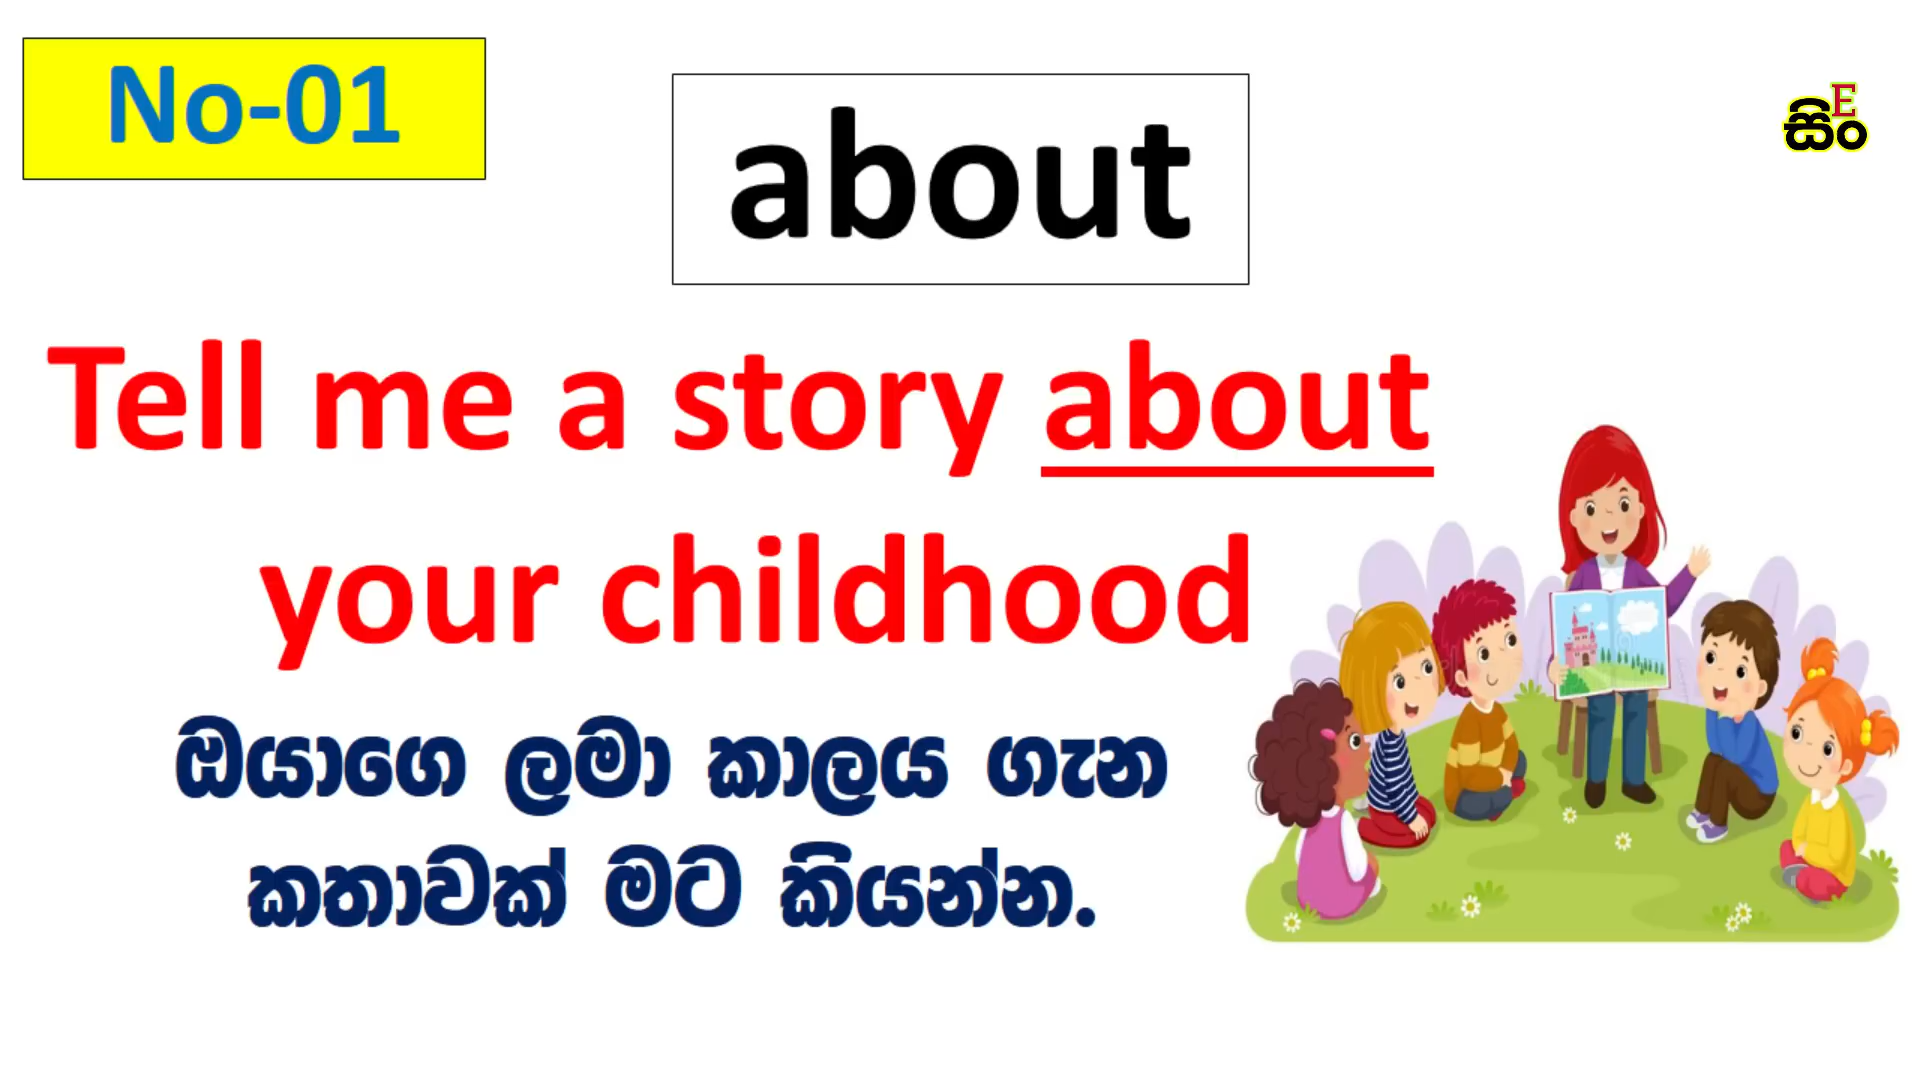 No-01
about
සිං
E
Tell me a story about
your childhood
ඔයාගෙ ළමා කාලය ගැන
කතාවක් මට කියන්න.